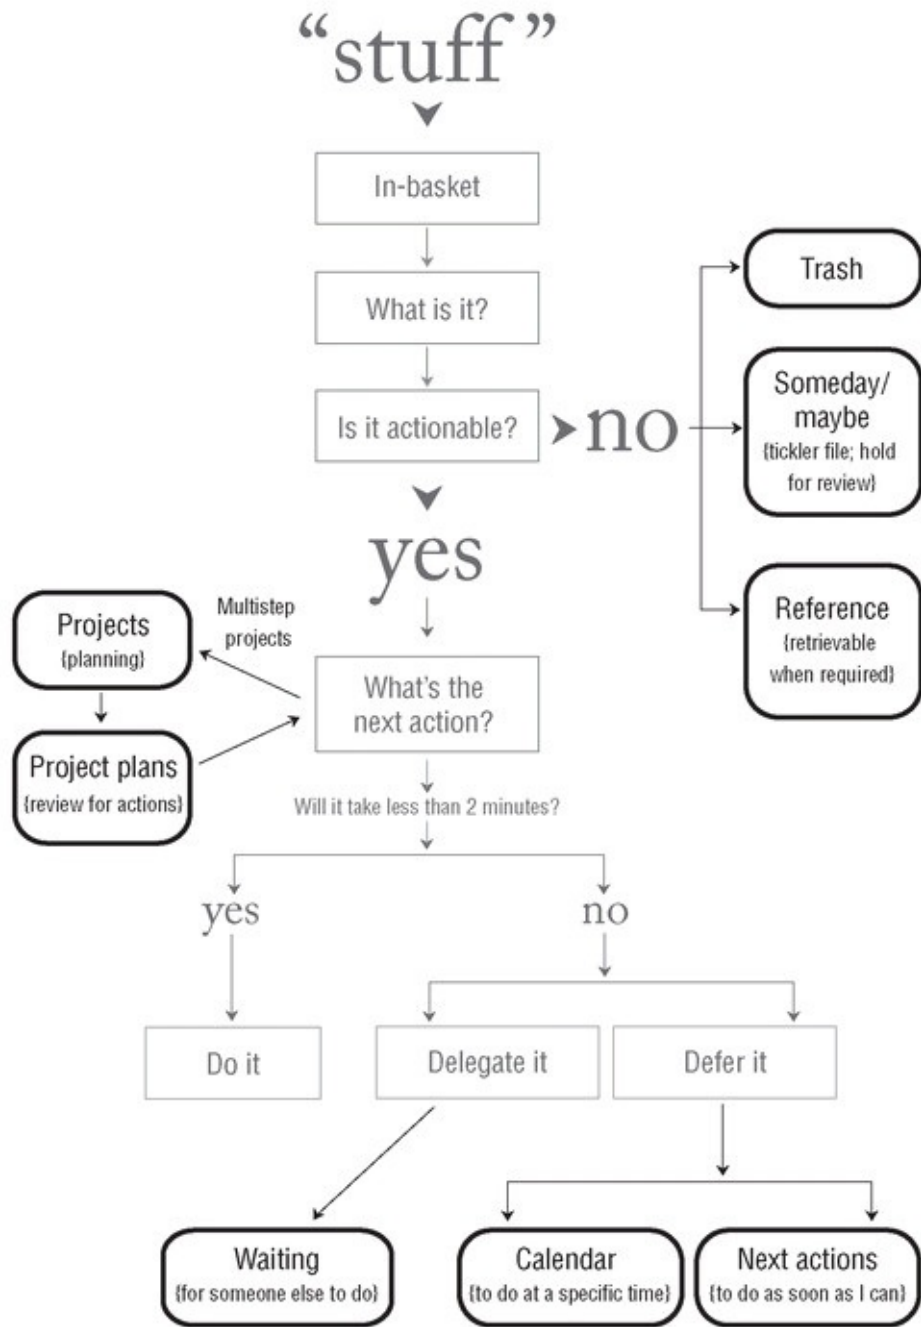 “stuff”
In-basket
What is it?
Is it actionable?
no
Trash
Someday/
maybe
{tickler file; hold
for review}
Reference
{retrievable
when required}
yes
Multistep
projects
Projects
{planning}
Project plans
{review for actions}
What's the
next action?
Will it take less than 2 minutes?
yes
no
Do it
Delegate it
Defer it
Waiting
{for someone else to do}
Calendar
{to do at a specific time}
Next actions
{to do as soon as I can}